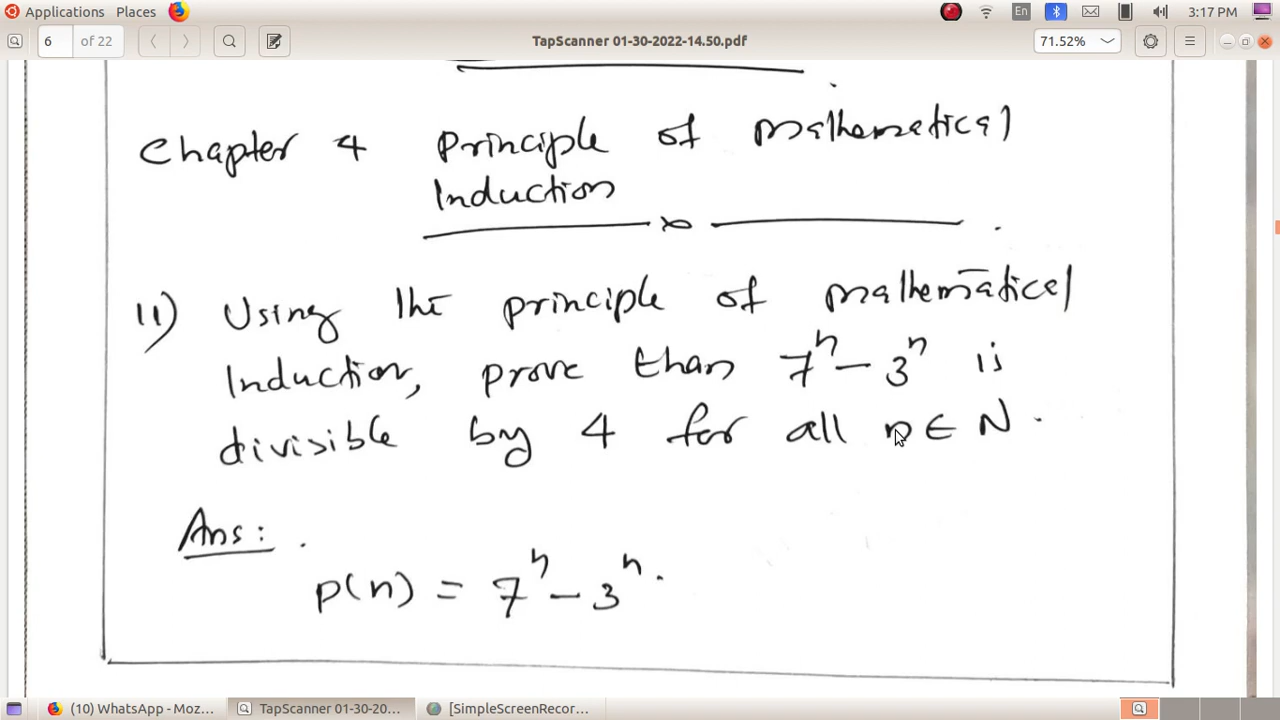 Applications Places En 3:17 PM
6 of 22 TapScanner 01-30-2022-14.50.pdf 71.52%
Chapter 4 Principle of Mathematical
Induction
11) Using the principle of mathematical
Induction, prove than 7ⁿ – 3ⁿ is
divisible by 4 for all n ∈ N.
Ans:
P(n) = 7ⁿ – 3ⁿ.
(10) WhatsApp - Moz... TapScanner 01-30-20... [SimpleScreenRecor...